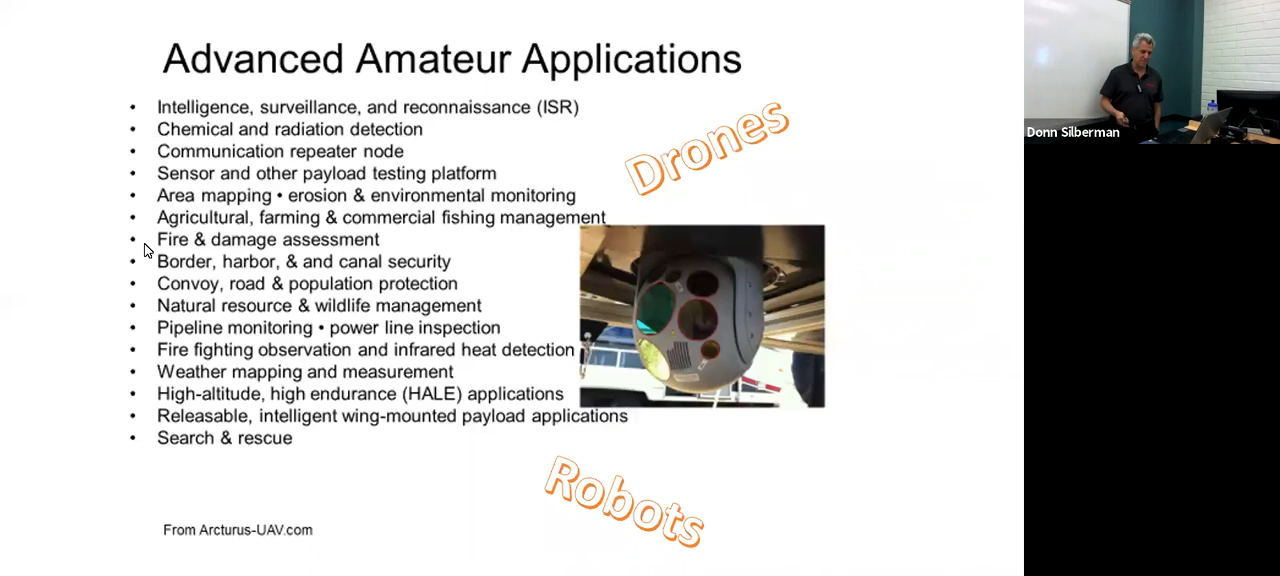 Advanced Amateur Applications
• Intelligence, surveillance, and reconnaissance (ISR)
• Chemical and radiation detection
• Communication repeater node
• Sensor and other payload testing platform
• Area mapping • erosion & environmental monitoring
• Agricultural, farming & commercial fishing management
• Fire & damage assessment
• Border, harbor, & and canal security
• Convoy, road & population protection
• Natural resource & wildlife management
• Pipeline monitoring • power line inspection
• Fire fighting observation and infrared heat detection
• Weather mapping and measurement
• High-altitude, high endurance (HALE) applications
• Releasable, intelligent wing-mounted payload applications
• Search & rescue
Drones
Robots
From Arcturus-UAV.com
Donn Silberman